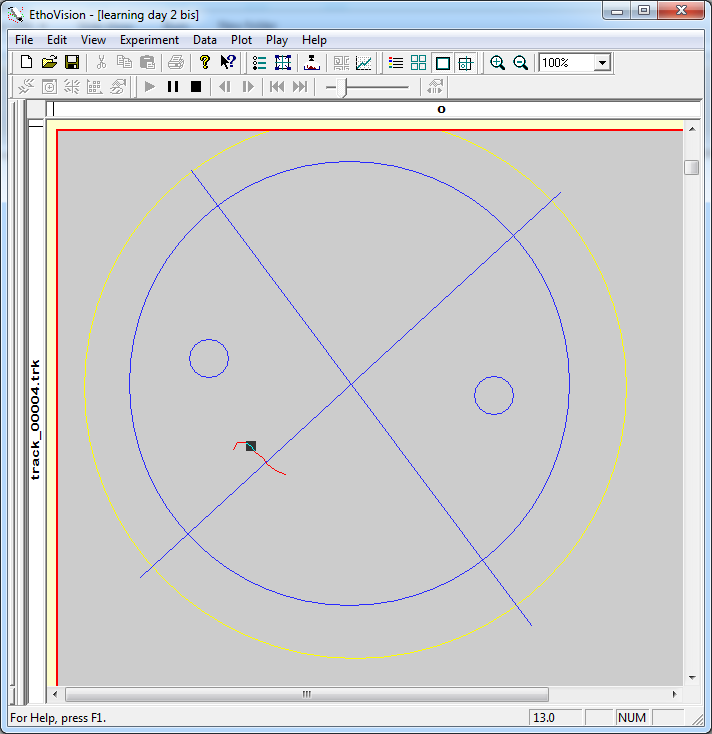 EthoVision - [learning day 2 bis]
File Edit View Experiment Data Plot Play Help
100%
track_00004.trk
For Help, press F1.
13.0
NUM